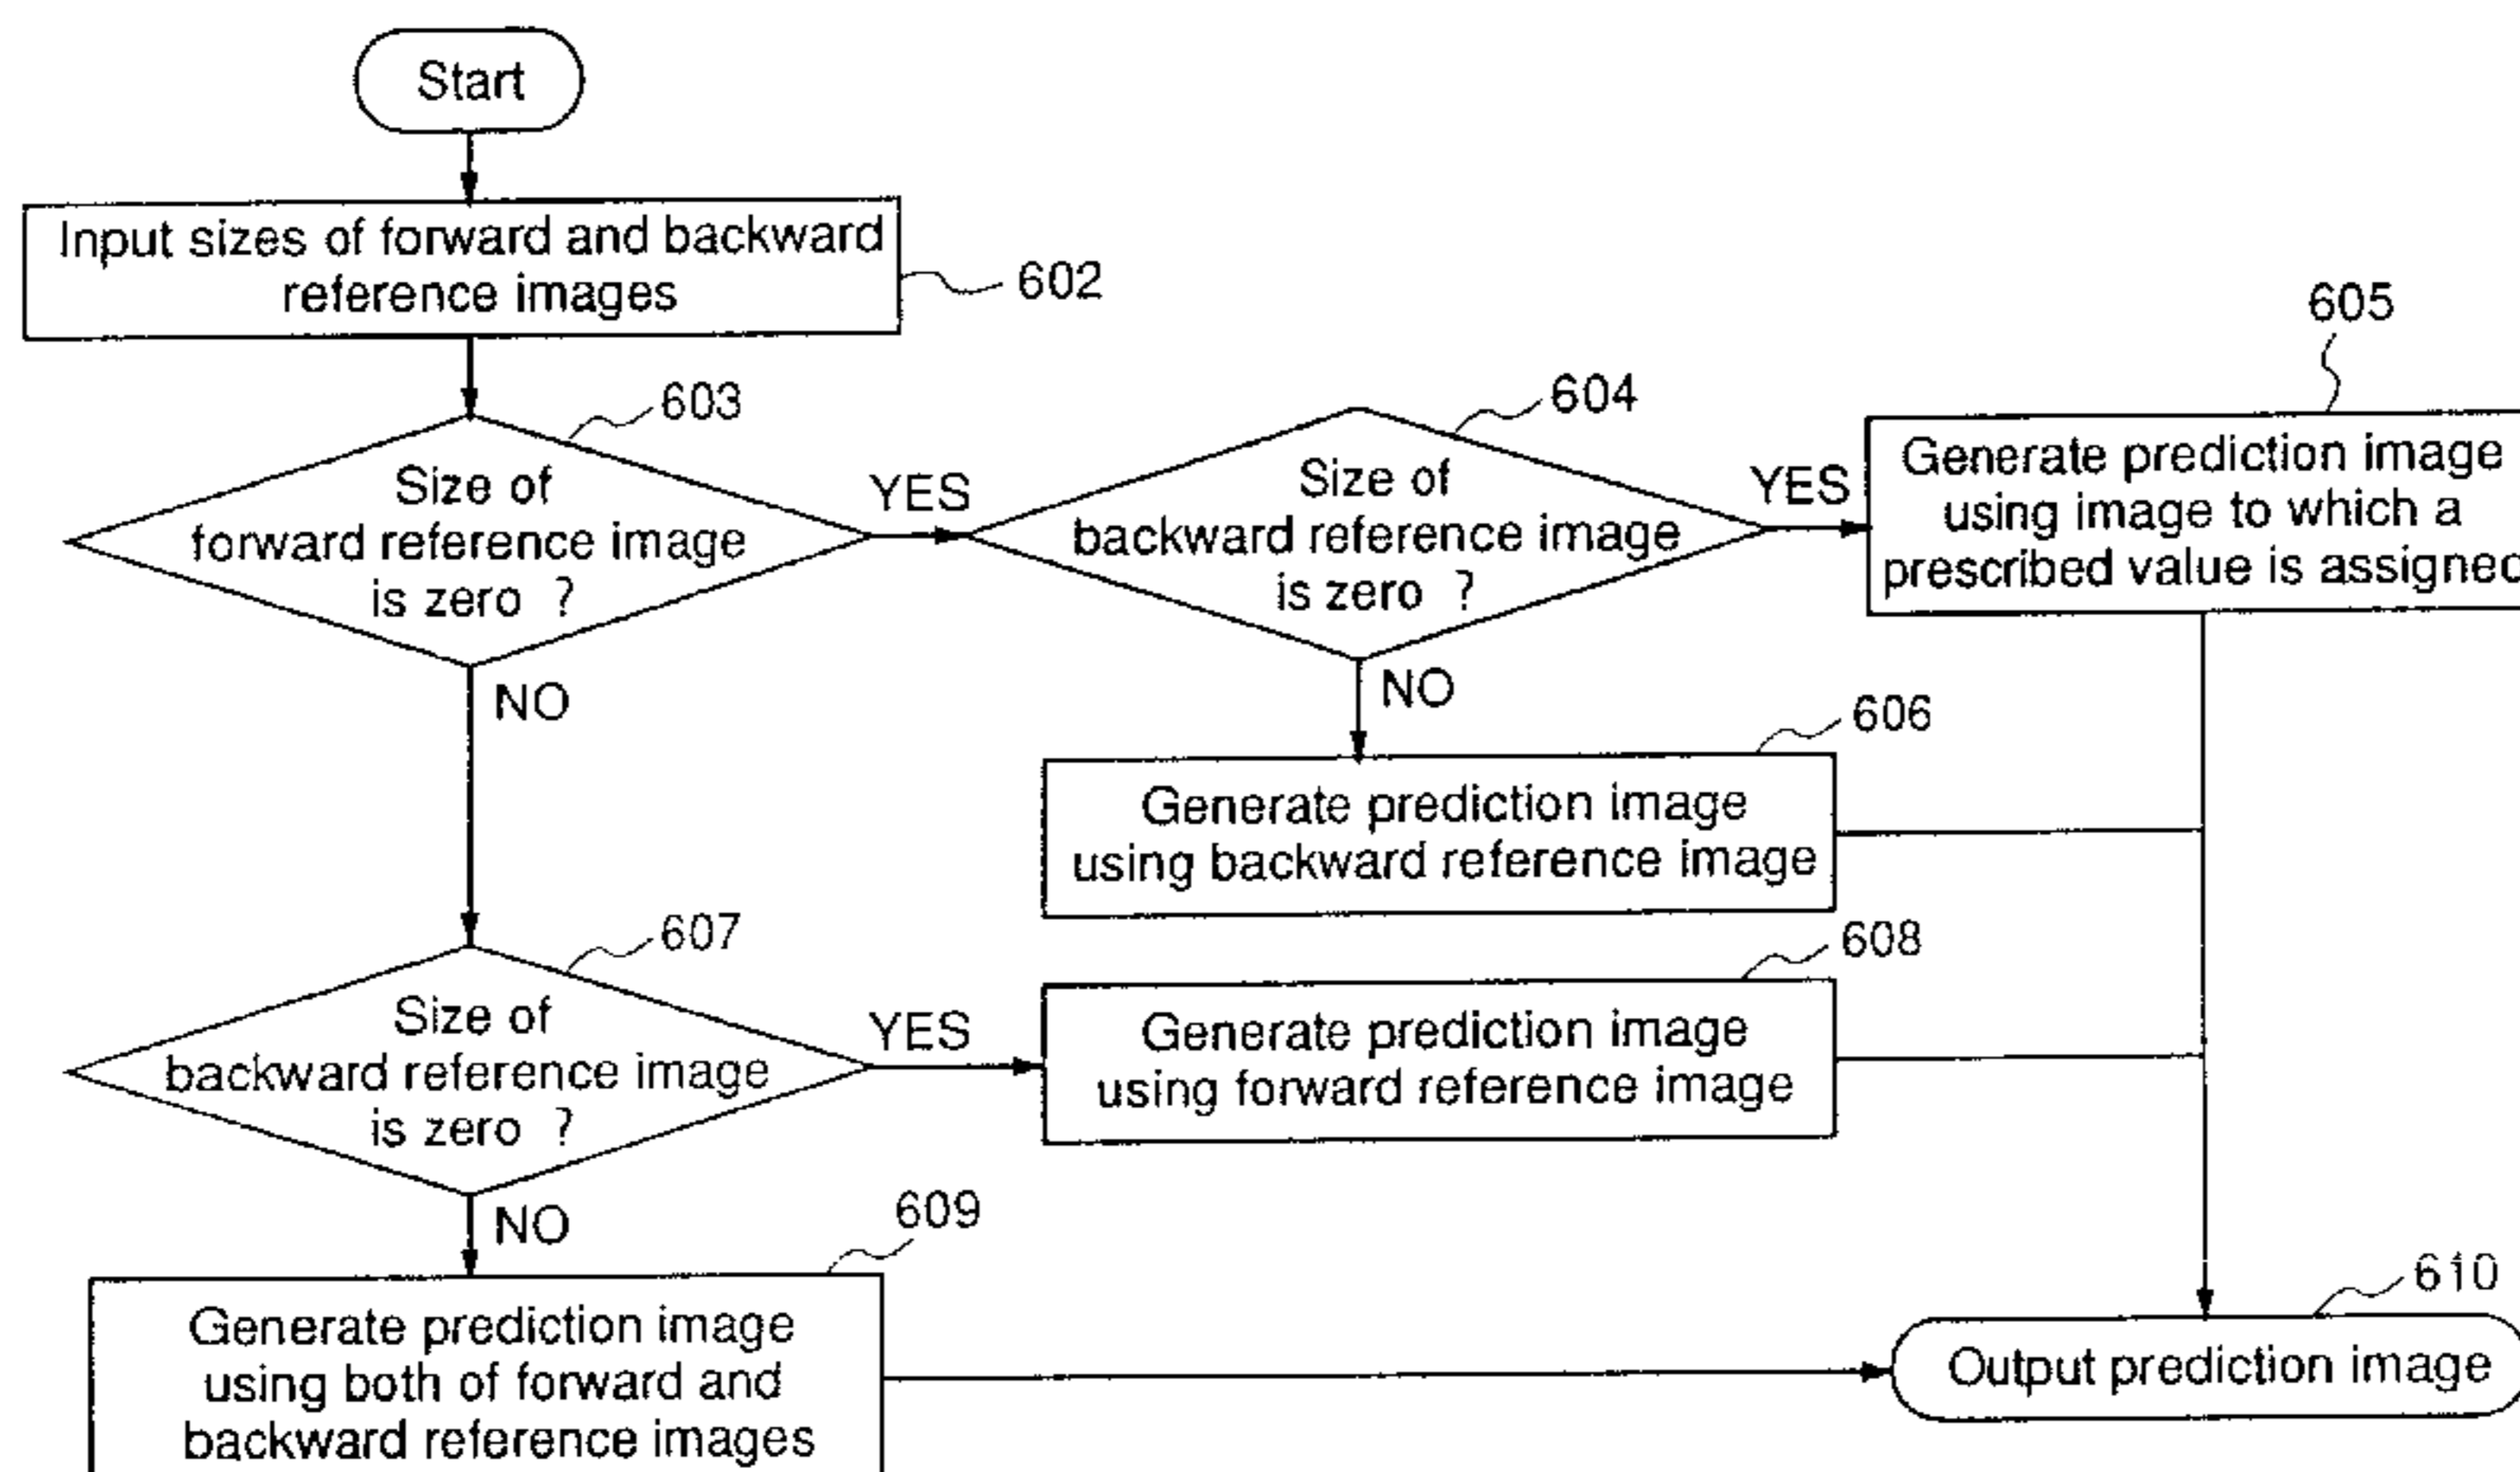 Start
Input sizes of forward and backward
reference images
602
603
Size of
forward reference image
is zero ?
YES
NO
604
Size of
backward reference image
is zero ?
YES
NO
605
Generate prediction image
using image to which a
prescribed value is assigned
606
Generate prediction image
using backward reference image
607
Size of
backward reference image
is zero ?
YES
NO
608
Generate prediction image
using forward reference image
609
Generate prediction image
using both of forward and
backward reference images
610
Output prediction image